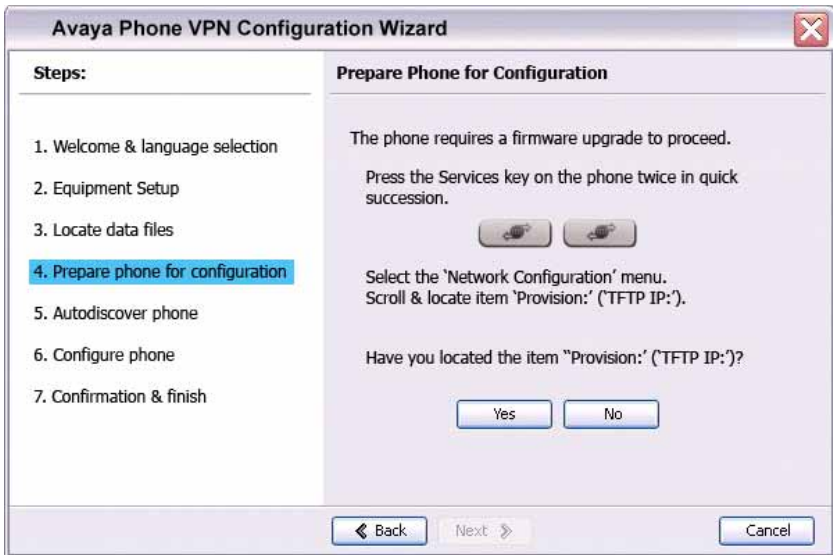 Avaya Phone VPN Configuration Wizard
Steps:
1. Welcome & language selection
2. Equipment Setup
3. Locate data files
4. Prepare phone for configuration
5. Autodiscover phone
6. Configure phone
7. Confirmation & finish
Prepare Phone for Configuration
The phone requires a firmware upgrade to proceed.
Press the Services key on the phone twice in quick
succession.
Select the ‘Network Configuration’ menu.
Scroll & locate item ‘Provision:’ (‘TFTP IP:’).
Have you located the item “Provision:’ (‘TFTP IP:’)?
Yes No
Back Next Cancel